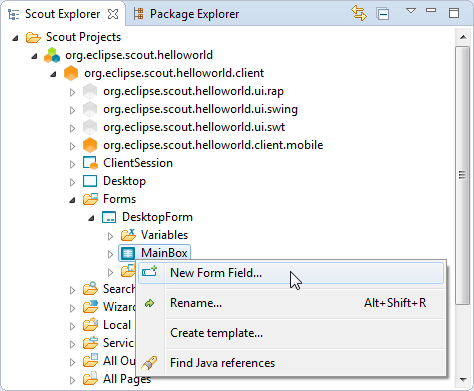 Scout Explorer
Package Explorer
Scout Projects
org.eclipse.scout.helloworld
org.eclipse.scout.helloworld.client
org.eclipse.scout.helloworld.ui.rap
org.eclipse.scout.helloworld.ui.swing
org.eclipse.scout.helloworld.ui.swt
org.eclipse.scout.helloworld.client.mobile
ClientSession
Desktop
Forms
DesktopForm
Variables
MainBox
New Form Field...
Search
Rename... Alt+Shift+R
Wizard
Local
Create template...
Servic
All Ou
Find Java references
All Pages